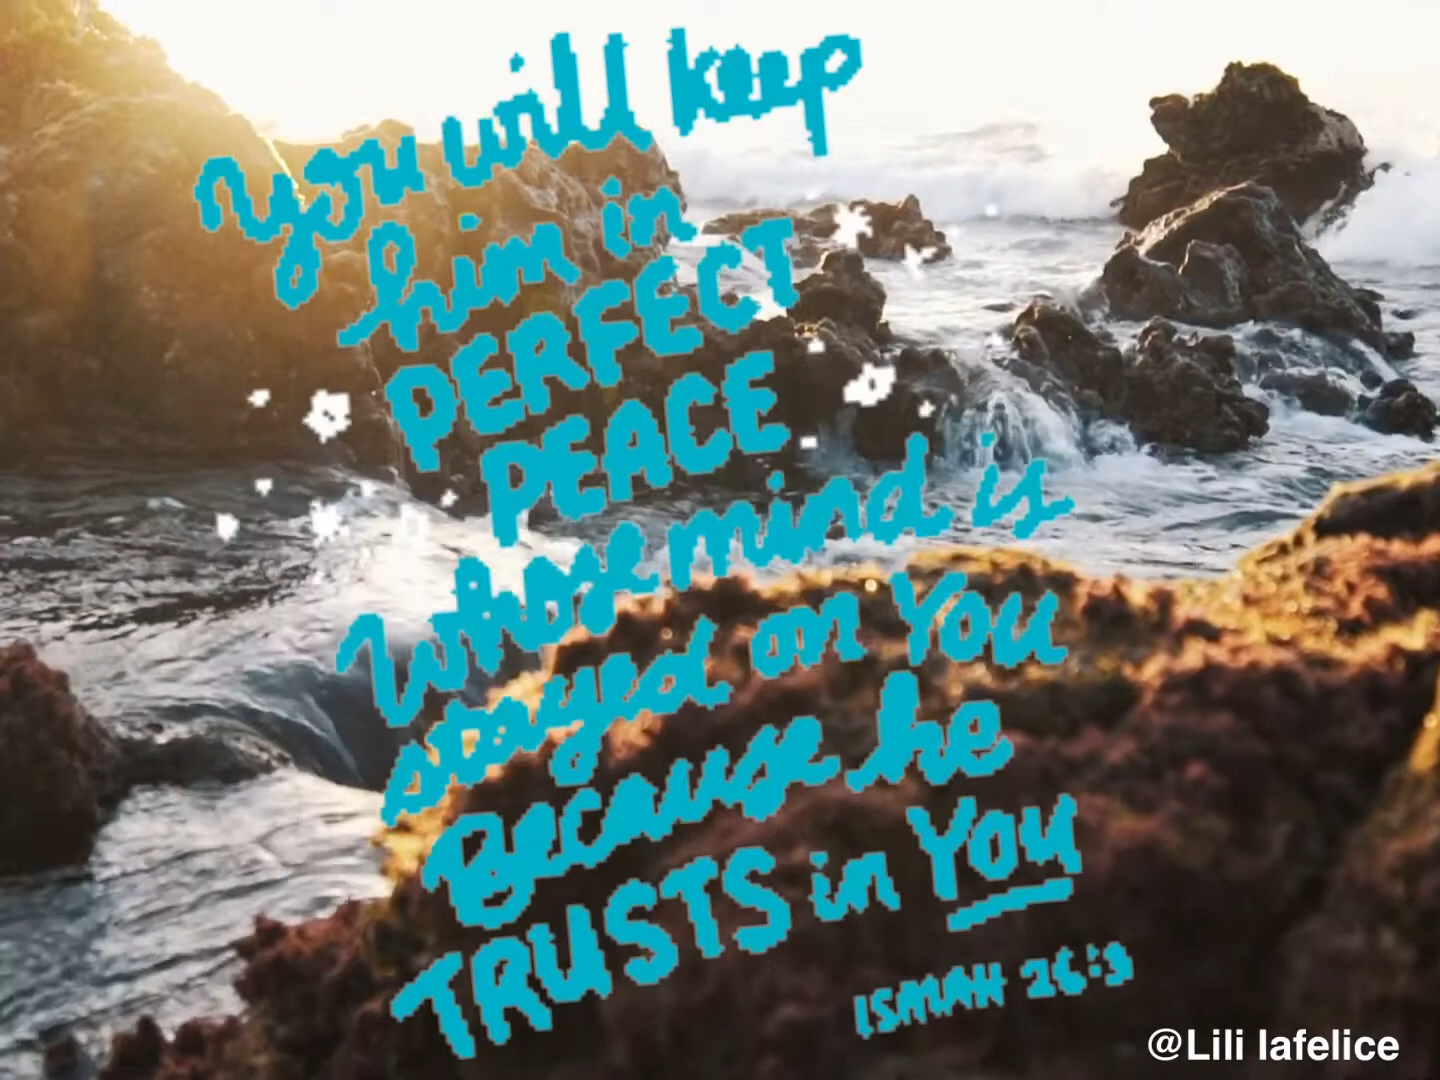 You will keep
him in
PERFECT
PEACE
Whose mind is
stayed on You
Because he
TRUSTS in You
ISAIAH 26:3
@Lili lafelice